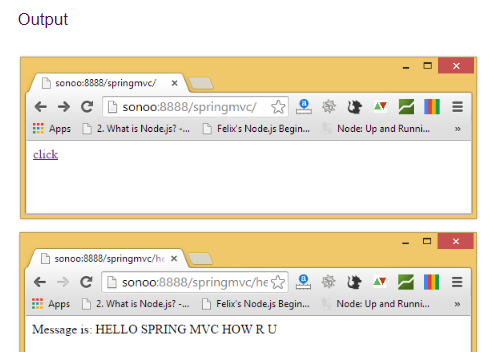 Output
sonoo:8888/springmvc/
sonoo:8888/springmvc/
Apps 2. What is Node.js? -... Felix's Node.js Begin... Node: Up and Runni... »
click
sonoo:8888/springmvc/he
sonoo:8888/springmvc/he
Apps 2. What is Node.js? -... Felix's Node.js Begin... Node: Up and Runni... »
Message is: HELLO SPRING MVC HOW R U